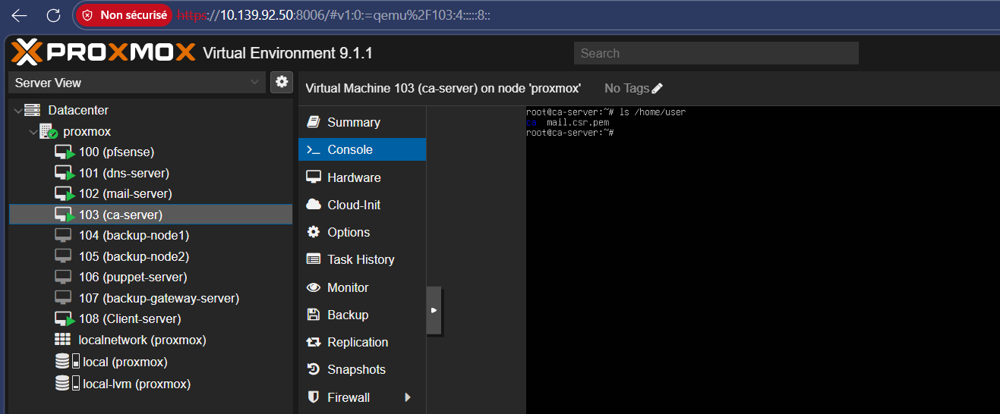 Non sécurisé https://10.139.92.50:8006/#v1:0:=qemu%2F103:4:::::8::
PROXMOX Virtual Environment 9.1.1
Search
Server View
Datacenter
proxmox
100 (pfsense)
101 (dns-server)
102 (mail-server)
103 (ca-server)
104 (backup-node1)
105 (backup-node2)
106 (puppet-server)
107 (backup-gateway-server)
108 (Client-server)
localnetwork (proxmox)
local (proxmox)
local-lvm (proxmox)
Virtual Machine 103 (ca-server) on node 'proxmox'
No Tags
Summary
Console
Hardware
Cloud-Init
Options
Task History
Monitor
Backup
Replication
Snapshots
Firewall
root@ca-server:~# ls /home/user
ca mail.csr.pem
root@ca-server:~#